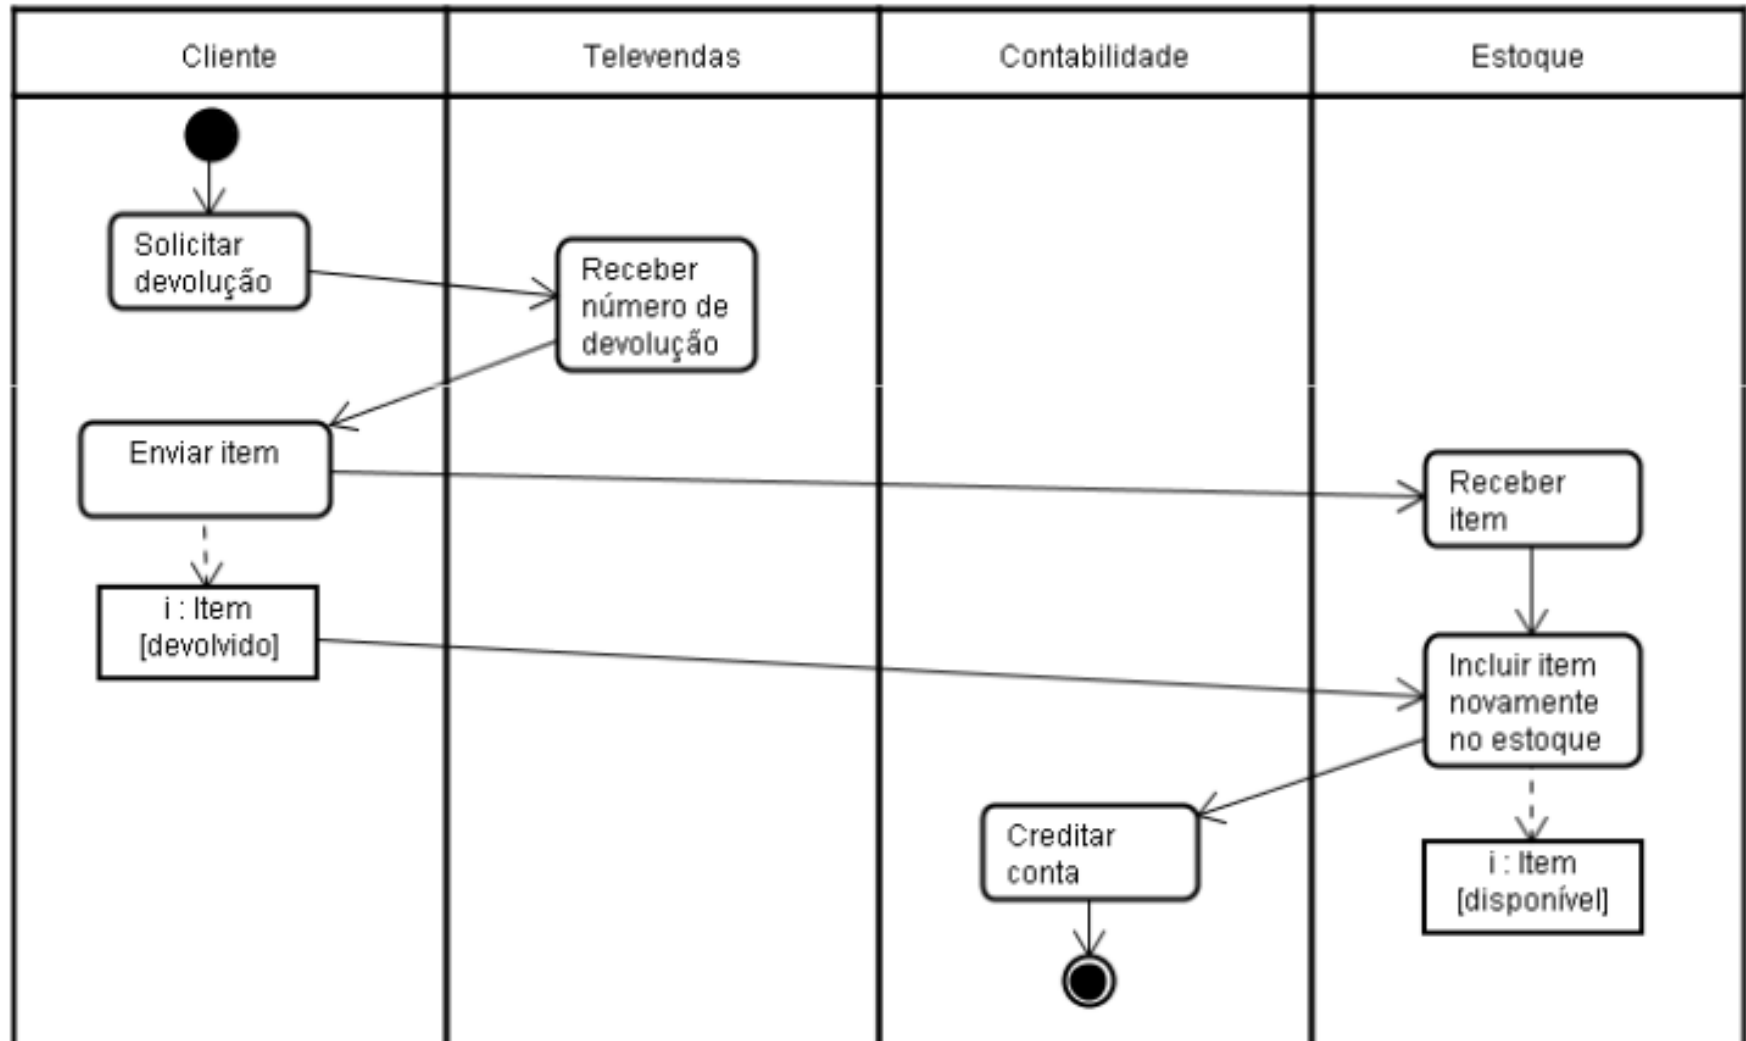 Cliente
Televendas
Contabilidade
Estoque
Solicitar
devolução
Receber
número de
devolução
Enviar item
Receber
item
i : Item
[devolvido]
Incluir item
novamente
no estoque
Creditar
conta
i : Item
[disponível]